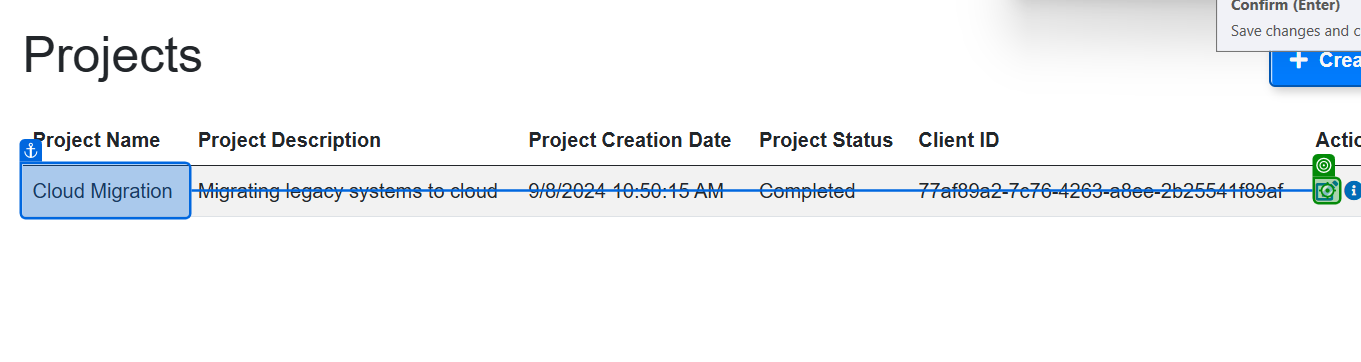 Confirm (Enter)
Save changes and c
Projects
+ Crea
Project Name Project Description Project Creation Date Project Status Client ID Actio
Cloud Migration Migrating legacy systems to cloud 9/8/2024 10:50:15 AM Completed 77af89a2-7c76-4263-a8ee-2b25541f89af